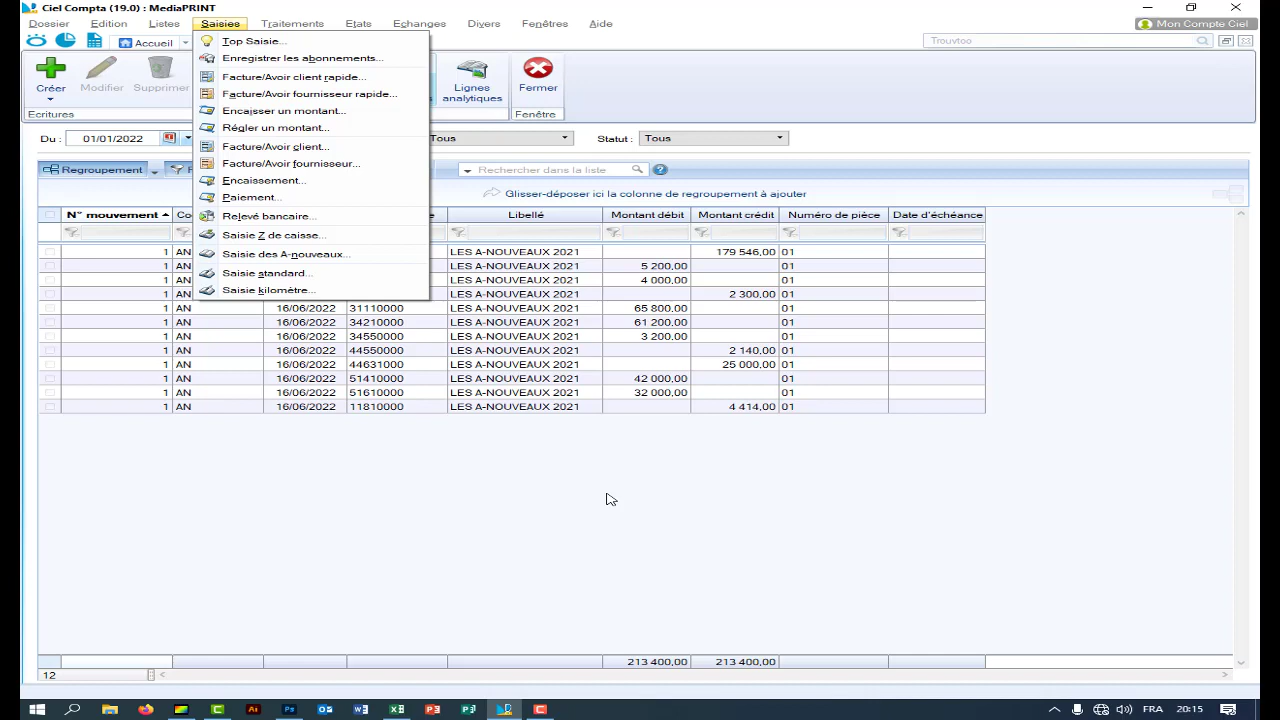 Ciel Compta (19.0) - MediaPRINT
Dossier Edition Listes Saisies Traitements Etats Echanges Divers Fenêtres Aide
Mon Compte Ciel
Accueil
Trouvtoo
Top Saisie...
Enregistrer les abonnements...
Facture/Avoir client rapide...
Facture/Avoir fournisseur rapide...
Encaisser un montant...
Régler un montant...
Facture/Avoir client...
Facture/Avoir fournisseur...
Encaissement...
Paiement...
Relevé bancaire...
Saisie Z de caisse...
Saisie des A-nouveaux...
Saisie standard...
Saisie kilomètre...
Créer Modifier Supprimer
Lignes analytiques
Fermer
Ecritures
Fenêtre
Du : 01/01/2022
Tous
Statut : Tous
Regroupement
Rechercher dans la liste
Glisser-déposer ici la colonne de regroupement à ajouter
N° mouvement Libellé Montant débit Montant crédit Numéro de pièce Date d'échéance
1 AN LES A-NOUVEAUX 2021 179 546,00 01
1 AN LES A-NOUVEAUX 2021 5 200,00 01
1 AN LES A-NOUVEAUX 2021 4 000,00 01
1 AN LES A-NOUVEAUX 2021 2 300,00 01
1 AN 16/06/2022 31110000 LES A-NOUVEAUX 2021 65 800,00 01
1 AN 16/06/2022 34210000 LES A-NOUVEAUX 2021 61 200,00 01
1 AN 16/06/2022 34550000 LES A-NOUVEAUX 2021 3 200,00 01
1 AN 16/06/2022 44550000 LES A-NOUVEAUX 2021 2 140,00 01
1 AN 16/06/2022 44631000 LES A-NOUVEAUX 2021 25 000,00 01
1 AN 16/06/2022 51410000 LES A-NOUVEAUX 2021 42 000,00 01
1 AN 16/06/2022 51610000 LES A-NOUVEAUX 2021 32 000,00 01
1 AN 16/06/2022 11810000 LES A-NOUVEAUX 2021 4 414,00 01
213 400,00 213 400,00
12
FRA 20:15